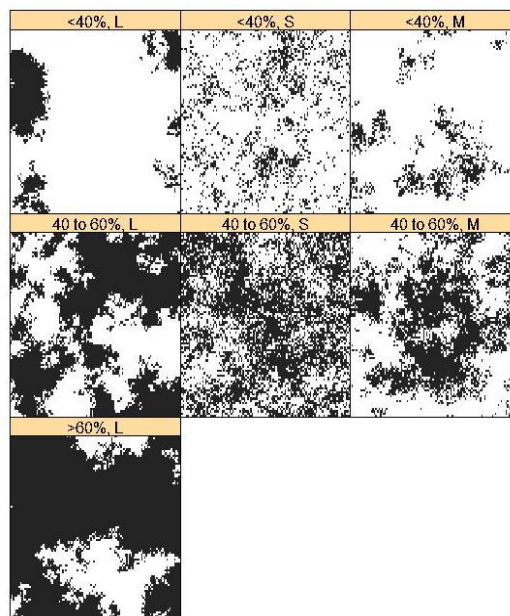 <40%, L
<40%, S
<40%, M
40 to 60%, L
40 to 60%, S
40 to 60%, M
>60%, L